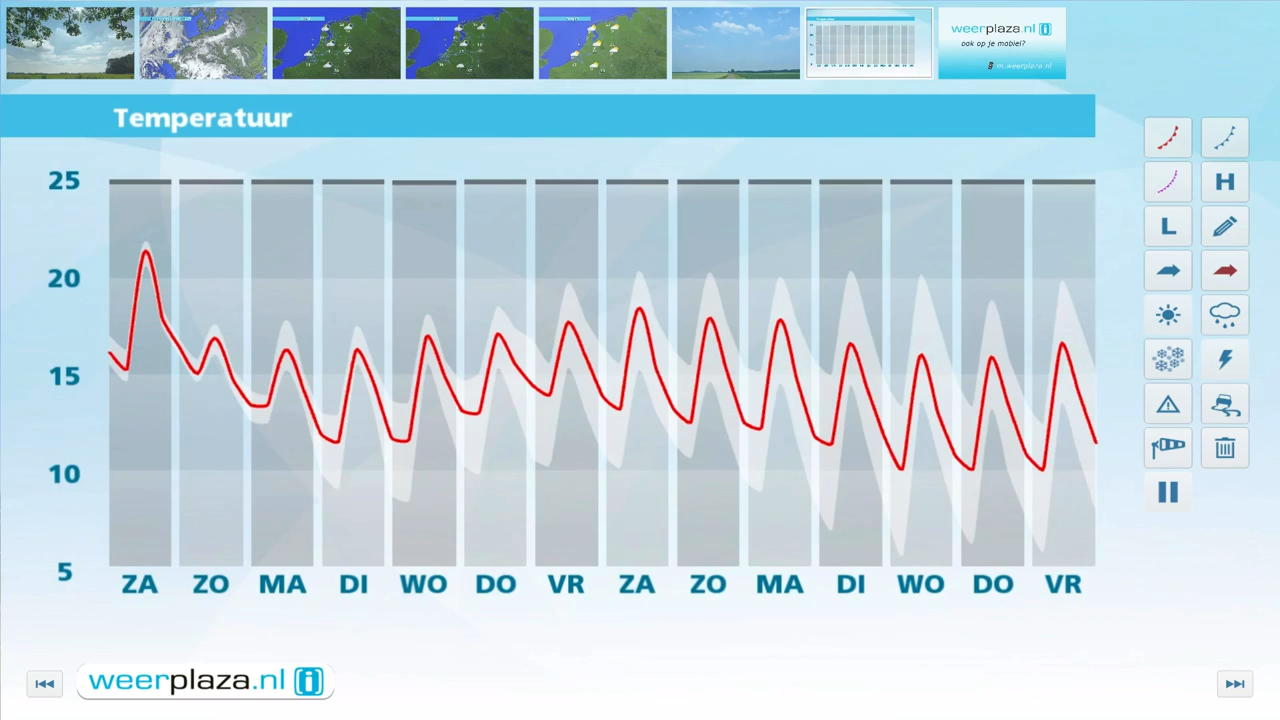 weerplaza.nl
ook op je mobiel?
m.weerplaza.nl
Temperatuur
25
20
15
10
5
ZA ZO MA DI WO DO VR ZA ZO MA DI WO DO VR
H
L
weerplaza.nl